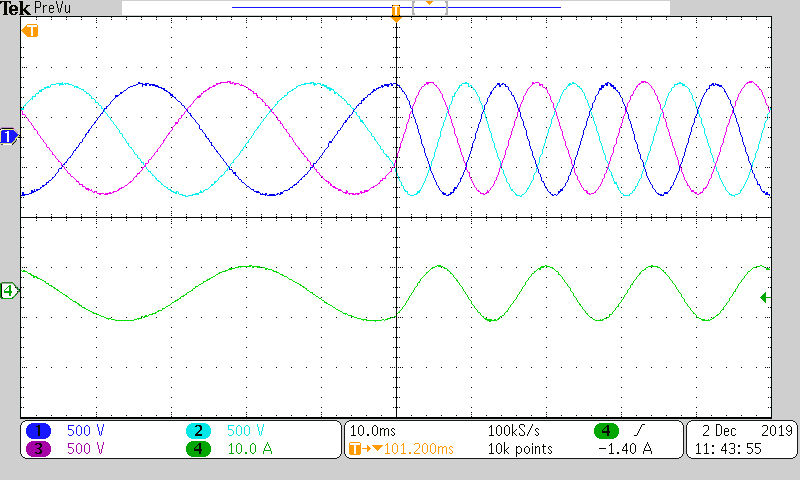 Tek PreVu
T
T
1
4
1 500 V 2 500 V
3 500 V 4 10.0 A
10.0ms 100kS/s 4 -1.40 A
T→▼101.200ms 10k points
2 Dec 2019
11: 43: 55